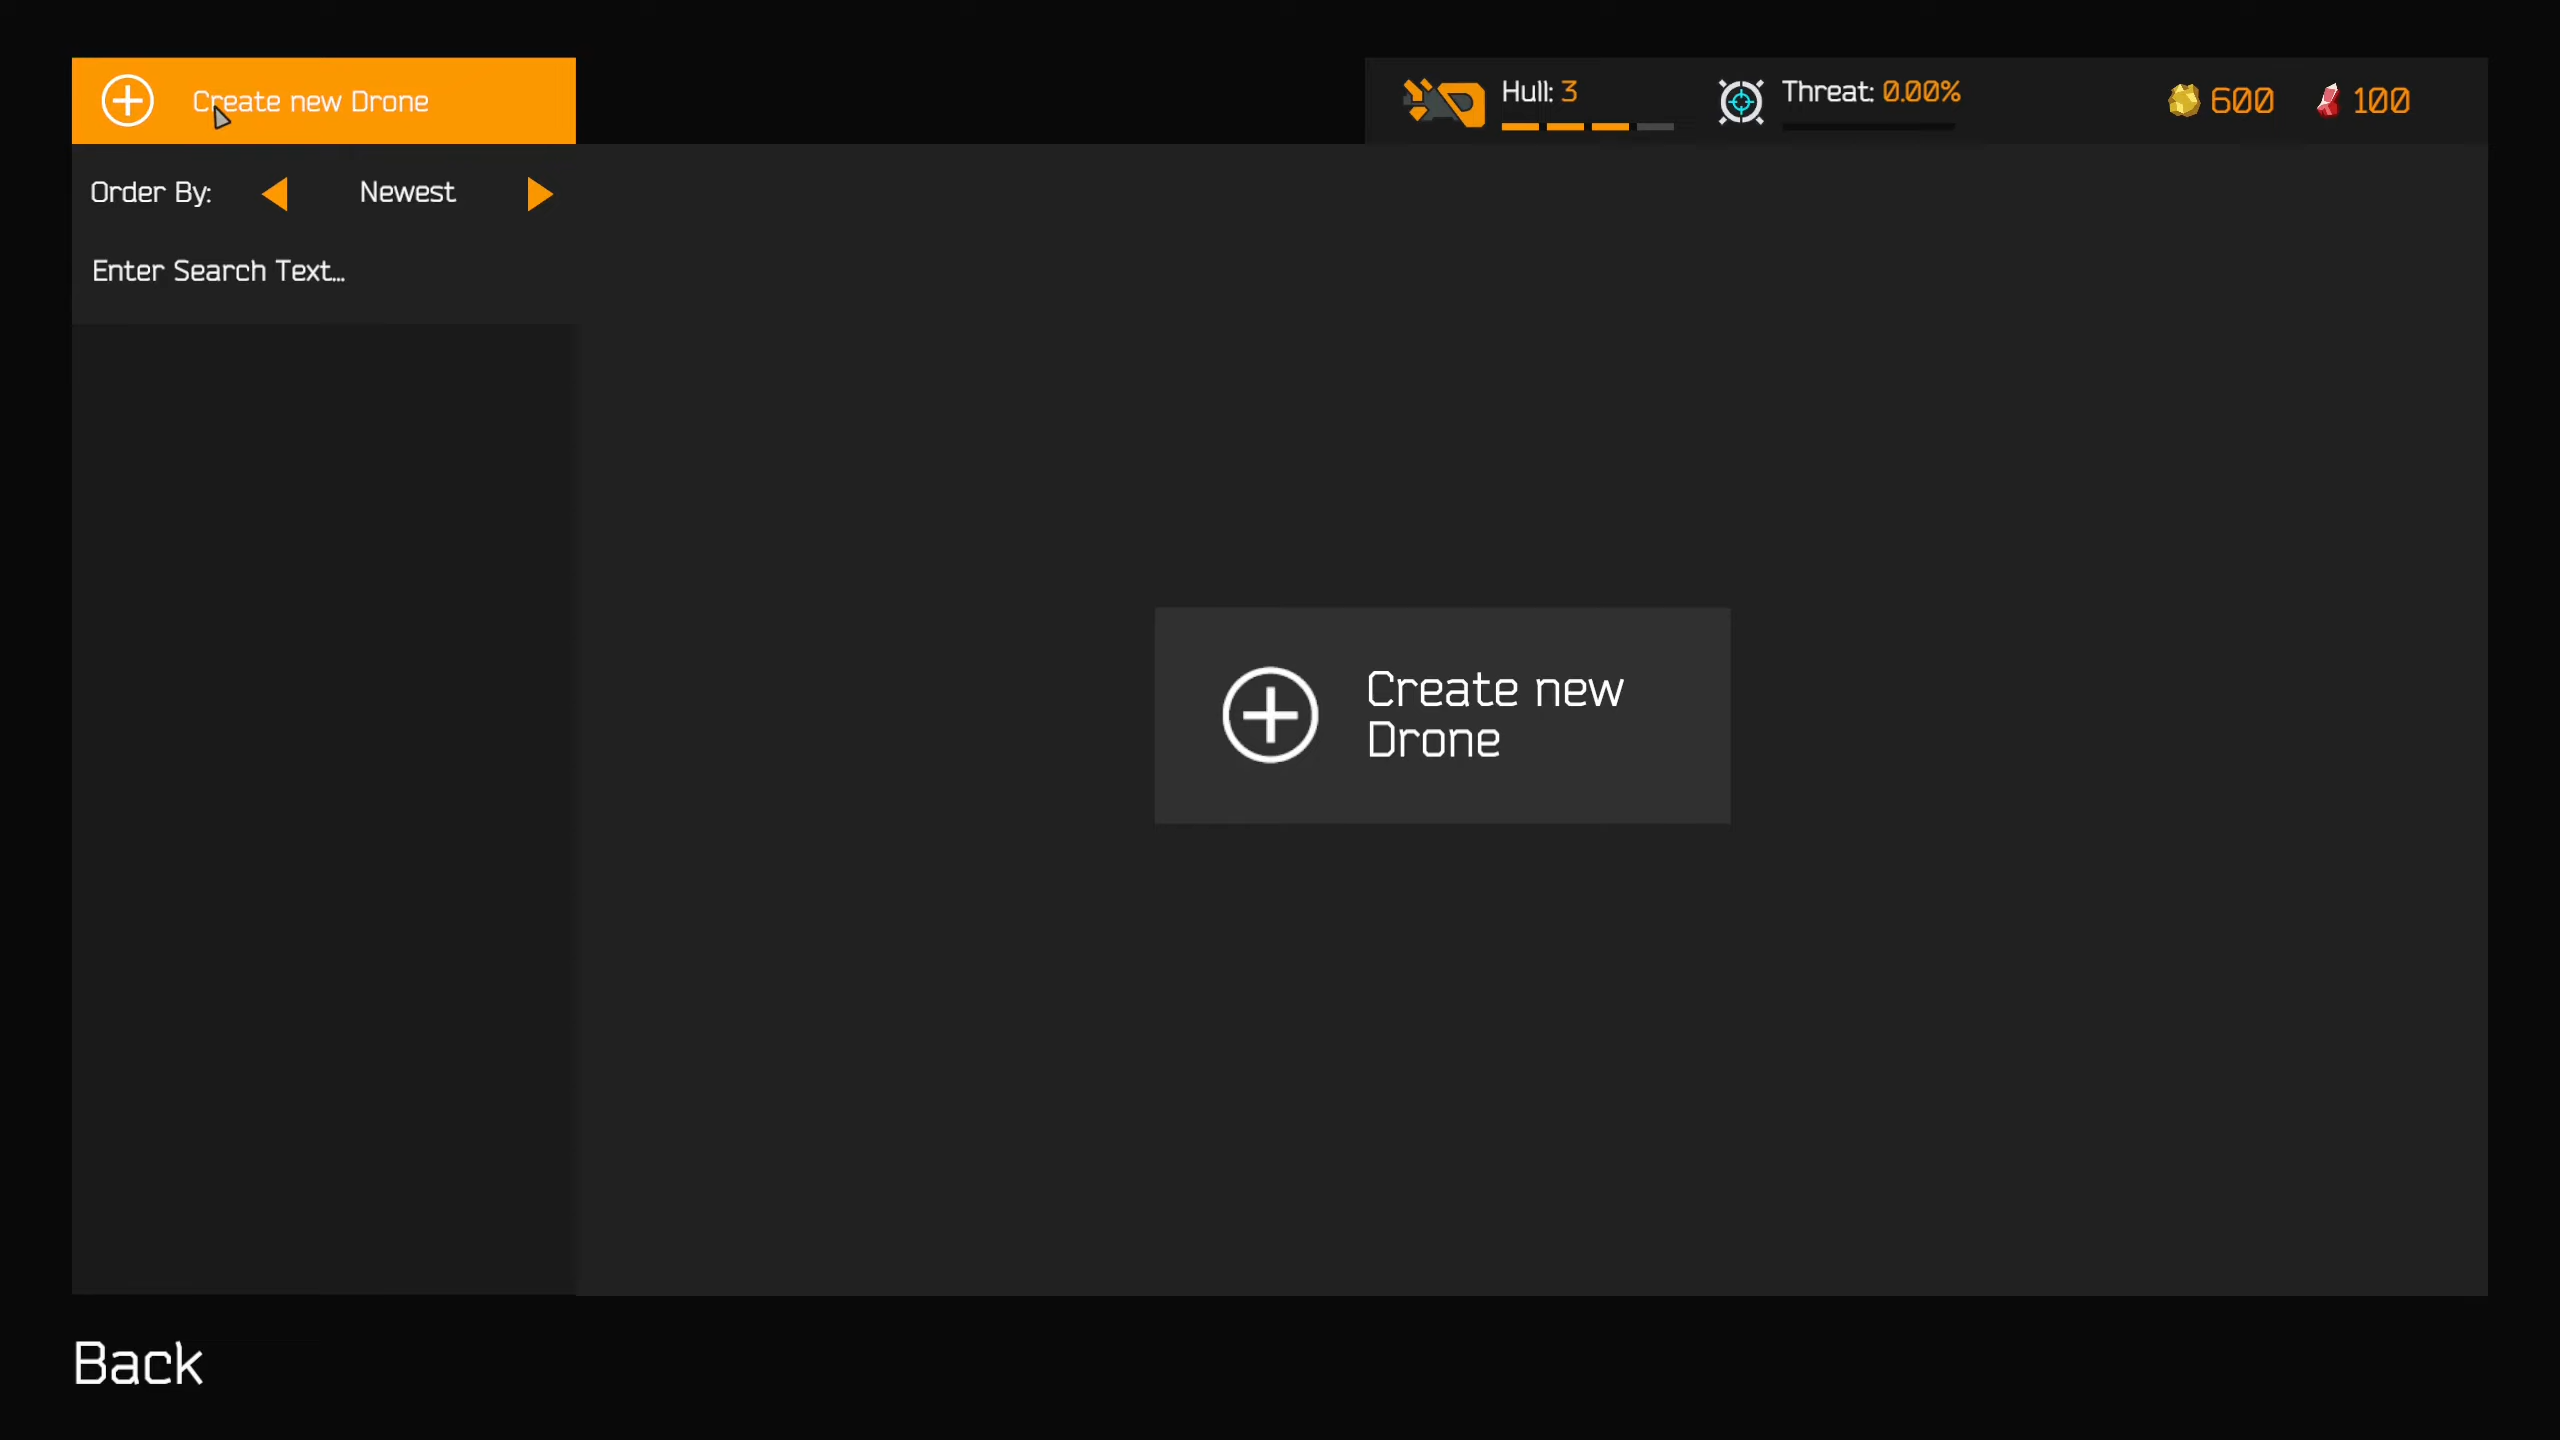 Create new Drone
Hull: 3
Threat: 0.00%
600
100
Order By:
Newest
Enter Search Text...
Create new
Drone
Back